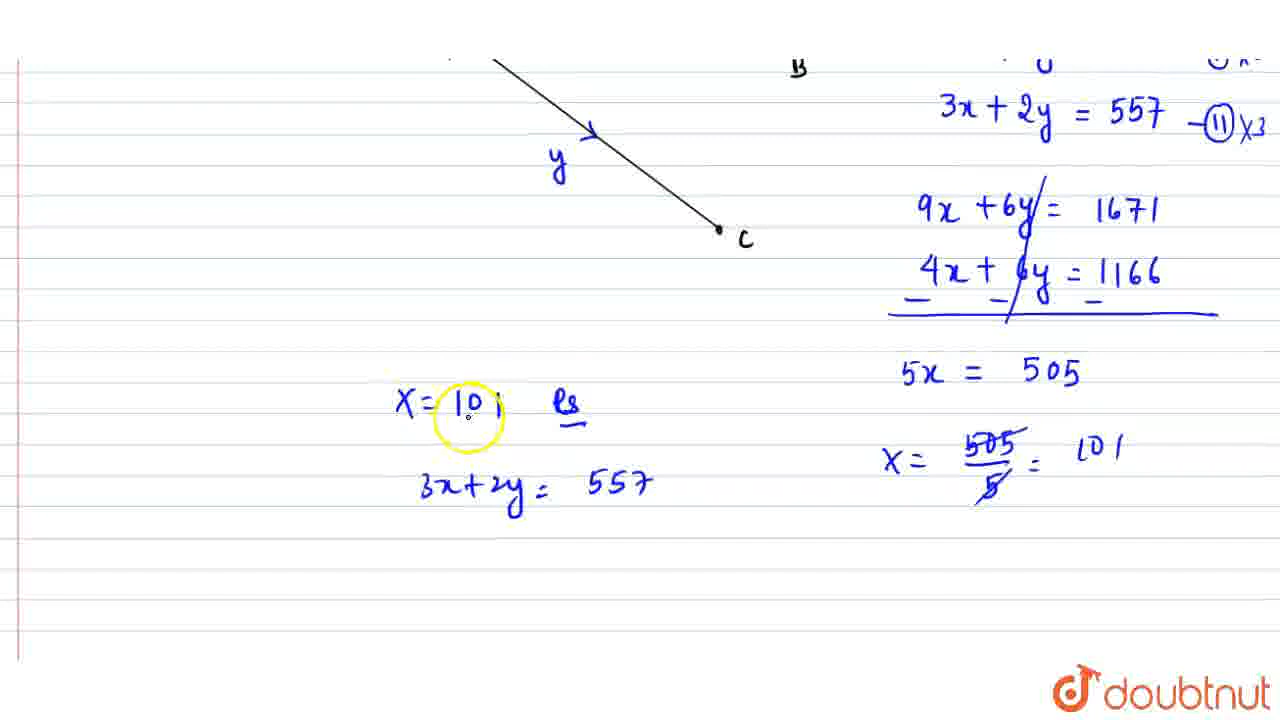 B
3x + 2y = 557 -(11) X3
y
C
9x + 6y = 1671
4x + 6y = 1166
- - -
5x = 505
X = 101 Rs
X = 505/5 = 101
3x + 2y = 557
doubtnut